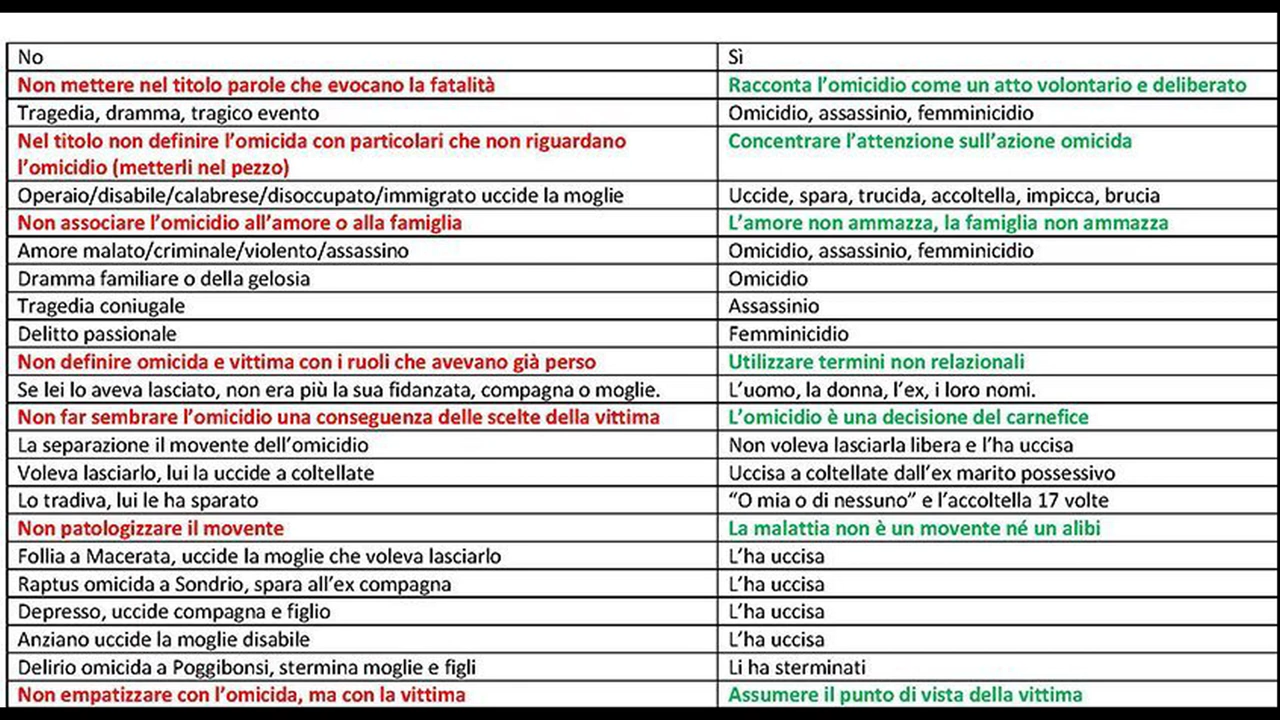 No
Sì
Non mettere nel titolo parole che evocano la fatalità
Racconta l'omicidio come un atto volontario e deliberato
Tragedia, dramma, tragico evento
Omicidio, assassinio, femminicidio
Nel titolo non definire l'omicida con particolari che non riguardano
l'omicidio (metterli nel pezzo)
Concentrare l'attenzione sull'azione omicida
Operaio/disabile/calabrese/disoccupato/immigrato uccide la moglie
Uccide, spara, trucida, accoltella, impicca, brucia
Non associare l'omicidio all'amore o alla famiglia
L'amore non ammazza, la famiglia non ammazza
Amore malato/criminale/violento/assassino
Omicidio, assassinio, femminicidio
Dramma familiare o della gelosia
Omicidio
Tragedia coniugale
Assassinio
Delitto passionale
Femminicidio
Non definire omicida e vittima con i ruoli che avevano già perso
Utilizzare termini non relazionali
Se lei lo aveva lasciato, non era più la sua fidanzata, compagna o moglie.
L'uomo, la donna, l'ex, i loro nomi.
Non far sembrare l'omicidio una conseguenza delle scelte della vittima
L'omicidio è una decisione del carnefice
La separazione il movente dell'omicidio
Non voleva lasciarla libera e l'ha uccisa
Voleva lasciarlo, lui la uccide a coltellate
Uccisa a coltellate dall'ex marito possessivo
Lo tradiva, lui le ha sparato
“O mia o di nessuno” e l'accoltella 17 volte
Non patologizzare il movente
La malattia non è un movente né un alibi
Follia a Macerata, uccide la moglie che voleva lasciarlo
L'ha uccisa
Raptus omicida a Sondrio, spara all'ex compagna
L'ha uccisa
Depresso, uccide compagna e figlio
L'ha uccisa
Anziano uccide la moglie disabile
L'ha uccisa
Delirio omicida a Poggibonsi, stermina moglie e figli
Li ha sterminati
Non empatizzare con l'omicida, ma con la vittima
Assumere il punto di vista della vittima